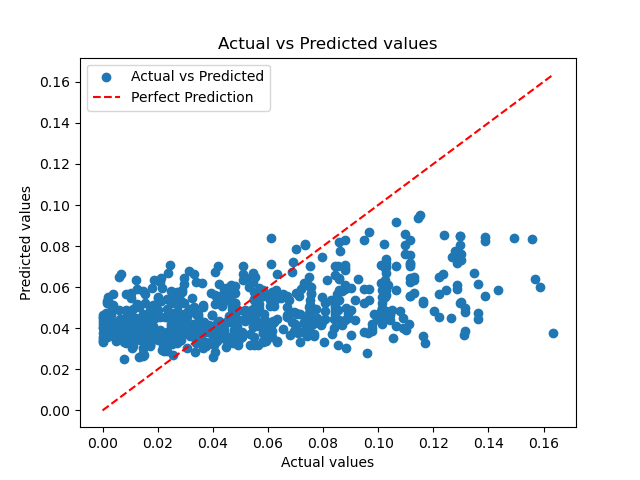 Actual vs Predicted values
Actual vs Predicted
Perfect Prediction
0.16
0.14
0.12
0.10
0.08
0.06
0.04
0.02
0.00
Predicted values
0.00 0.02 0.04 0.06 0.08 0.10 0.12 0.14 0.16
Actual values